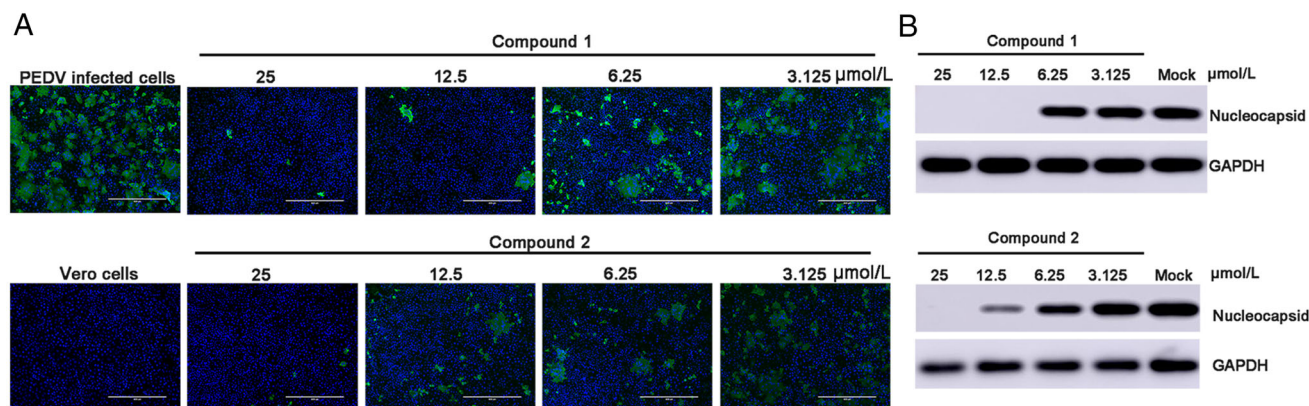 A
Compound 1
PEDV infected cells 25 12.5 6.25 3.125 µmol/L
Compound 2
Vero cells 25 12.5 6.25 3.125 µmol/L
B
Compound 1
25 12.5 6.25 3.125 Mock µmol/L
Nucleocapsid
GAPDH
Compound 2
25 12.5 6.25 3.125 Mock µmol/L
Nucleocapsid
GAPDH